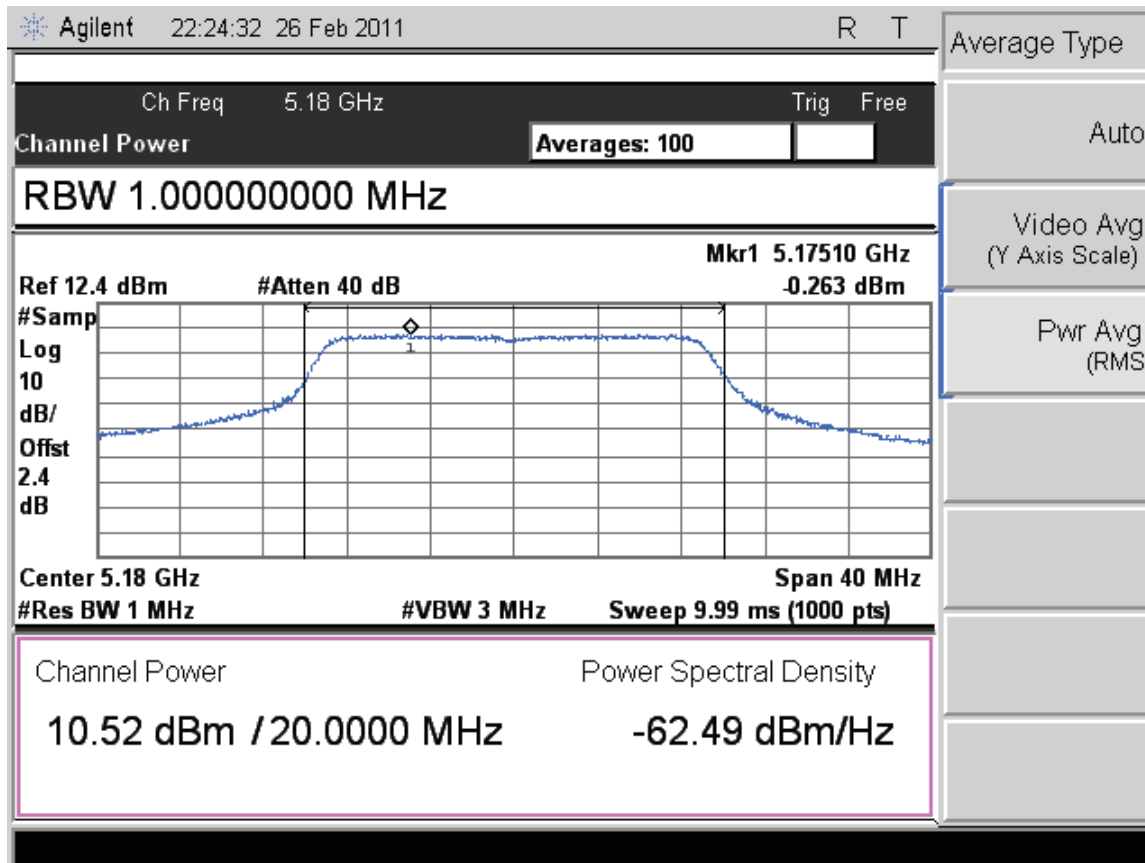 Agilent 22:24:32 26 Feb 2011 R T
Average Type
Ch Freq 5.18 GHz Trig Free
Channel Power Averages: 100
Auto
RBW 1.000000000 MHz
Video Avg
(Y Axis Scale)
Mkr1 5.17510 GHz
Ref 12.4 dBm #Atten 40 dB -0.263 dBm
#Samp
Log
10
dB/
Offst
2.4
dB
1
Pwr Avg
(RMS
Center 5.18 GHz Span 40 MHz
#Res BW 1 MHz #VBW 3 MHz Sweep 9.99 ms (1000 pts)
Channel Power Power Spectral Density
10.52 dBm / 20.0000 MHz -62.49 dBm/Hz